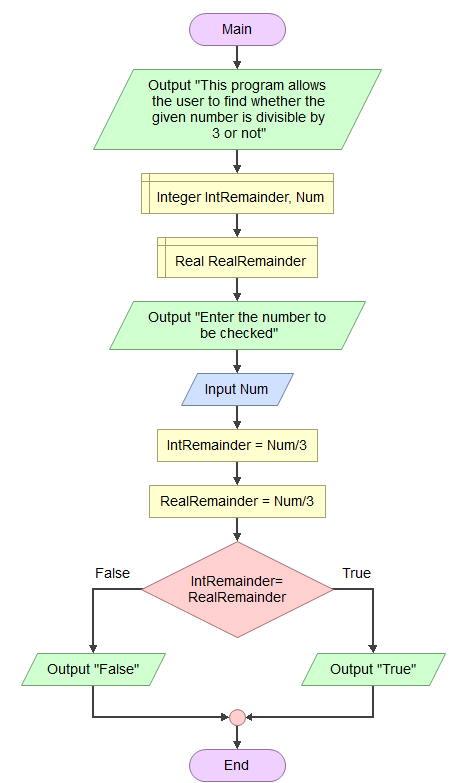 Main
Output "This program allows
the user to find whether the
given number is divisible by
3 or not"
Integer IntRemainder, Num
Real RealRemainder
Output "Enter the number to
be checked"
Input Num
IntRemainder = Num/3
RealRemainder = Num/3
False
True
IntRemainder=
RealRemainder
Output "False"
Output "True"
End